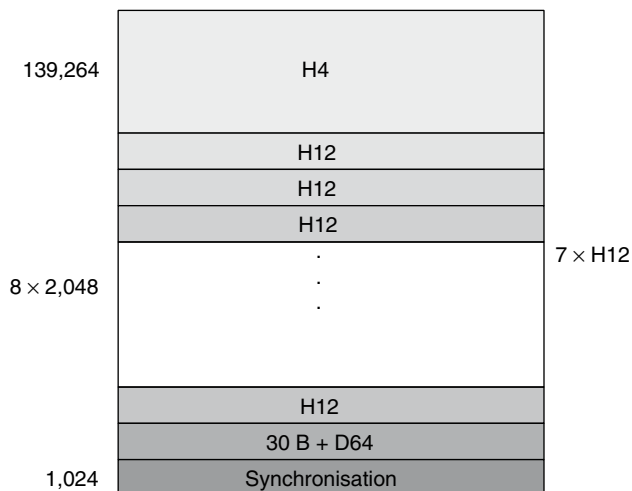 139,264
H4
H12
H12
H12
.
.
.
8 × 2,048
7 × H12
H12
30 B + D64
1,024
Synchronisation